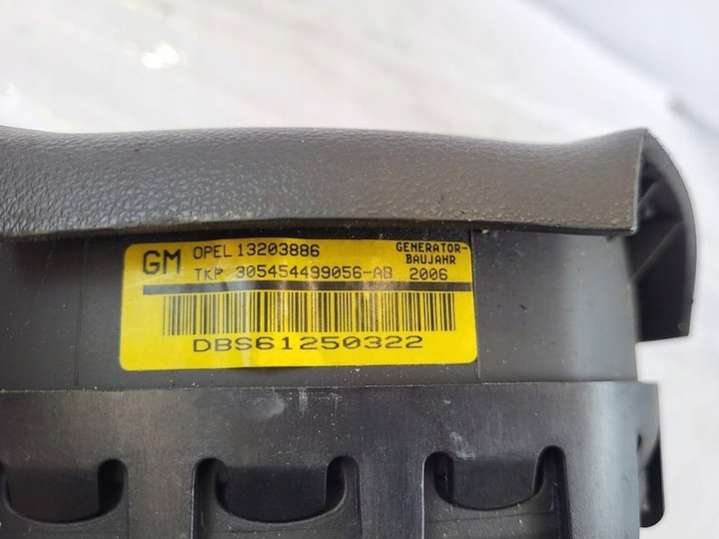 GM OPEL 13203886 GENERATOR-
BAUJAHR
TKP 305454499056-AB 2006
DBS61250322